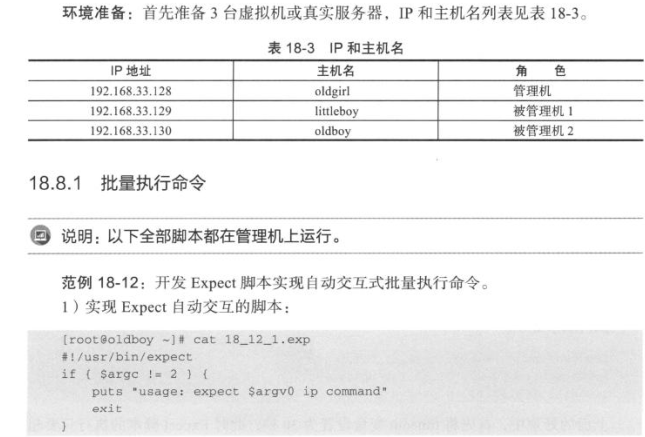 环境准备：首先准备 3 台虚拟机或真实服务器，IP 和主机名列表见表 18-3。
表 18-3 IP 和主机名
IP 地址 主机名 角 色
192.168.33.128 oldgirl 管理机
192.168.33.129 littleboy 被管理机 1
192.168.33.130 oldboy 被管理机 2
18.8.1 批量执行命令
说明：以下全部脚本都在管理机上运行。
范例 18-12：开发 Expect 脚本实现自动交互式批量执行命令。
1）实现 Expect 自动交互的脚本：
[root@oldboy ~]# cat 18_12_1.exp
#!/usr/bin/expect
if { $argc != 2 } {
puts "usage: expect $argv0 ip command"
exit
}